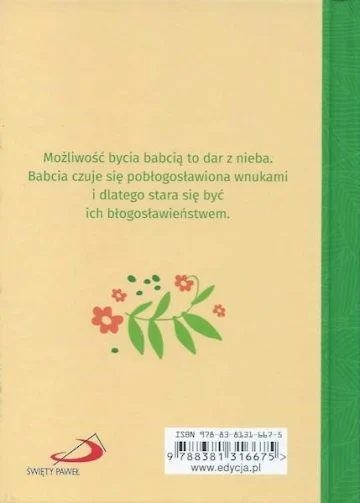 Możliwość bycia babcią to dar z nieba.
Babcia czuje się pobłogosławiona wnukami
i dlatego stara się być
ich błogosławieństwem.
ISBN 978-83-8131-667-5
9 788381 316675 >
www.edycja.pl
ŚWIĘTY PAWEŁ